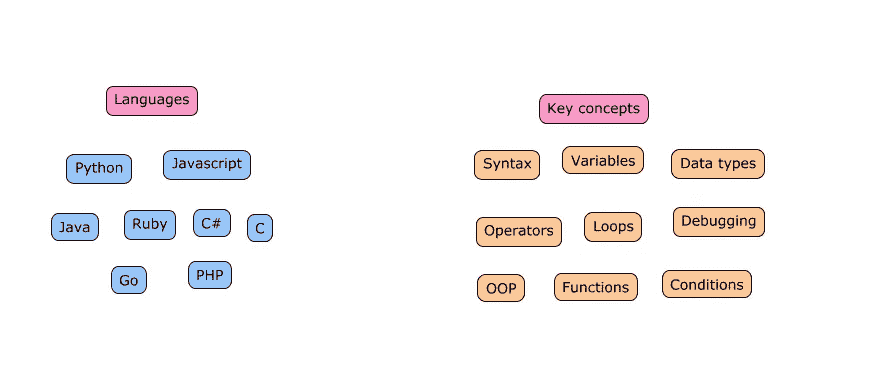 Languages
Python
Javascript
Java
Ruby
C#
C
Go
PHP
Key concepts
Syntax
Variables
Data types
Operators
Loops
Debugging
OOP
Functions
Conditions